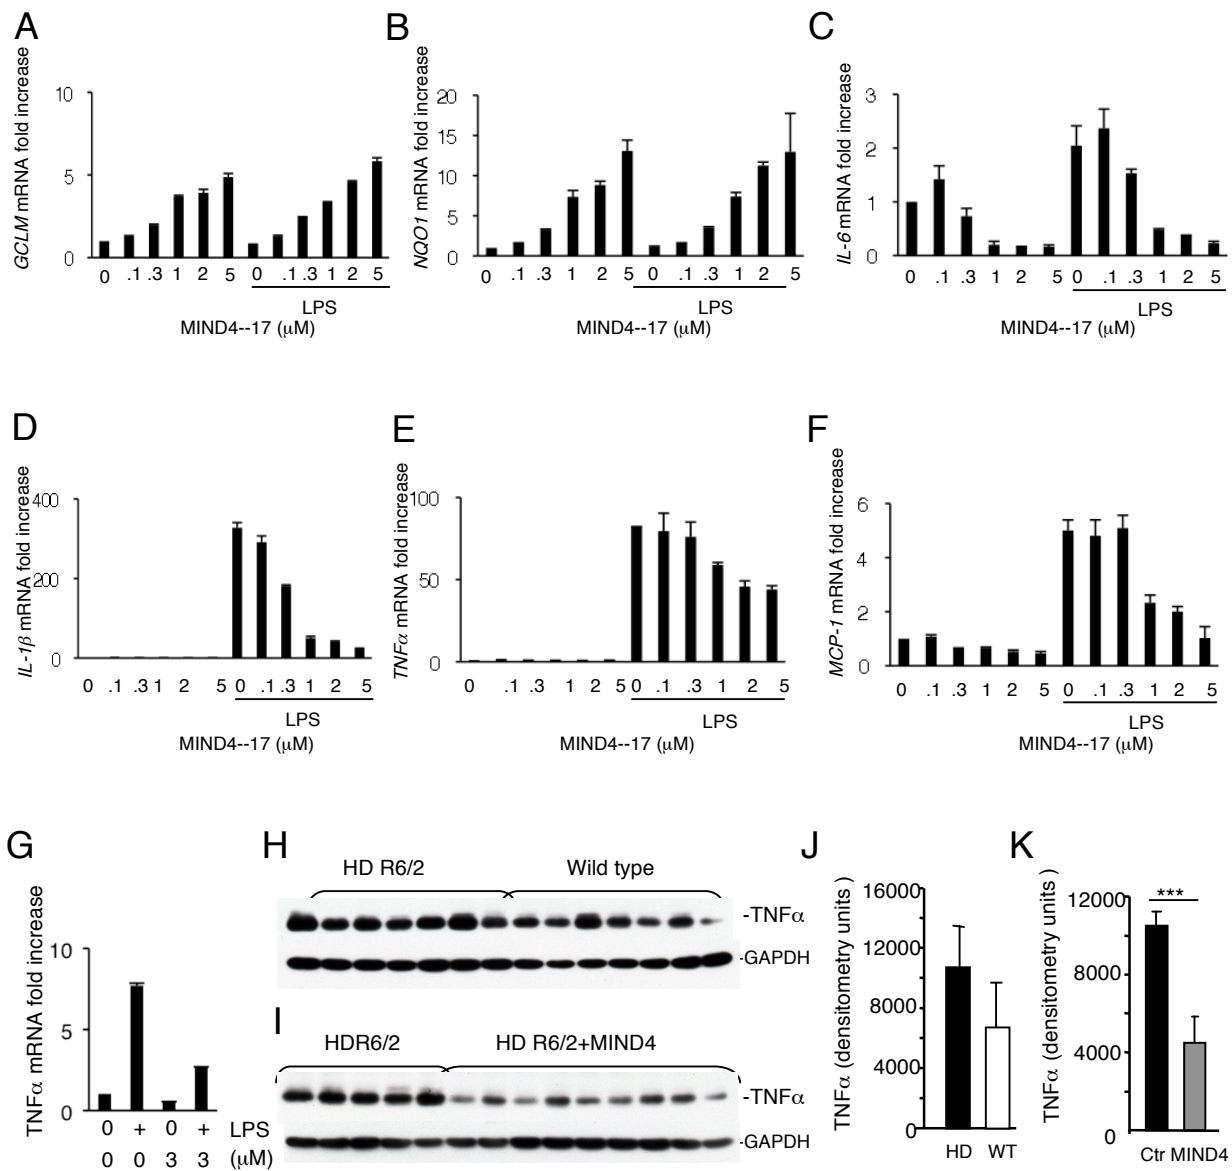 A
GCLM mRNA fold increase
10
5
0
0 .1 .3 1 2 5 0 .1 .3 1 2 5
LPS
MIND4--17 (μM)
B
NQO1 mRNA fold increase
20
15
10
5
0
0 .1 .3 1 2 5 0 .1 .3 1 2 5
LPS
MIND4--17 (μM)
C
IL-6 mRNA fold increase
3
2
1
0
0 .1 .3 1 2 5 0 .1 .3 1 2 5
LPS
MIND4--17 (μM)
D
IL-1β mRNA fold increase
400
200
0
0 .1 .3 1 2 5 0 .1 .3 1 2 5
LPS
MIND4--17 (μM)
E
TNFα mRNA fold increase
100
50
0
0 .1 .3 1 2 5 0 .1 .3 1 2 5
LPS
MIND4--17 (μM)
F
MCP-1 mRNA fold increase
6
4
2
0
0 .1 .3 1 2 5 0 .1 .3 1 2 5
LPS
MIND4--17 (μM)
G
TNFα mRNA fold increase
10
5
0
0 + 0 + LPS
0 0 3 3 (μM)
H
HD R6/2 Wild type
-TNFα
-GAPDH
I
HDR6/2 HD R6/2+MIND4
-TNFα
-GAPDH
J
TNFα (densitometry units )
16000
12000
8000
4000
0
HD WT
K
TNFα (densitometry units )
12000
8000
4000
0
***
Ctr MIND4